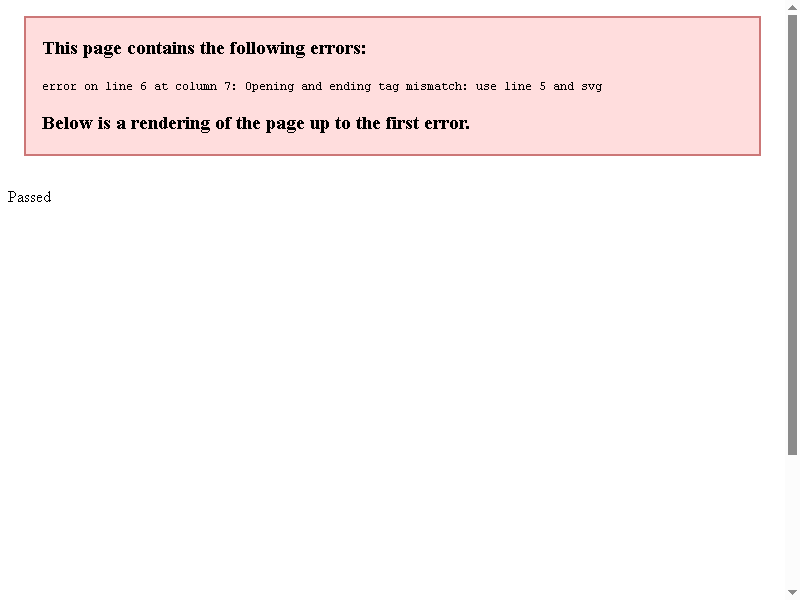 This page contains the following errors:
error on line 6 at column 7: Opening and ending tag mismatch: use line 5 and svg
Below is a rendering of the page up to the first error.
Passed